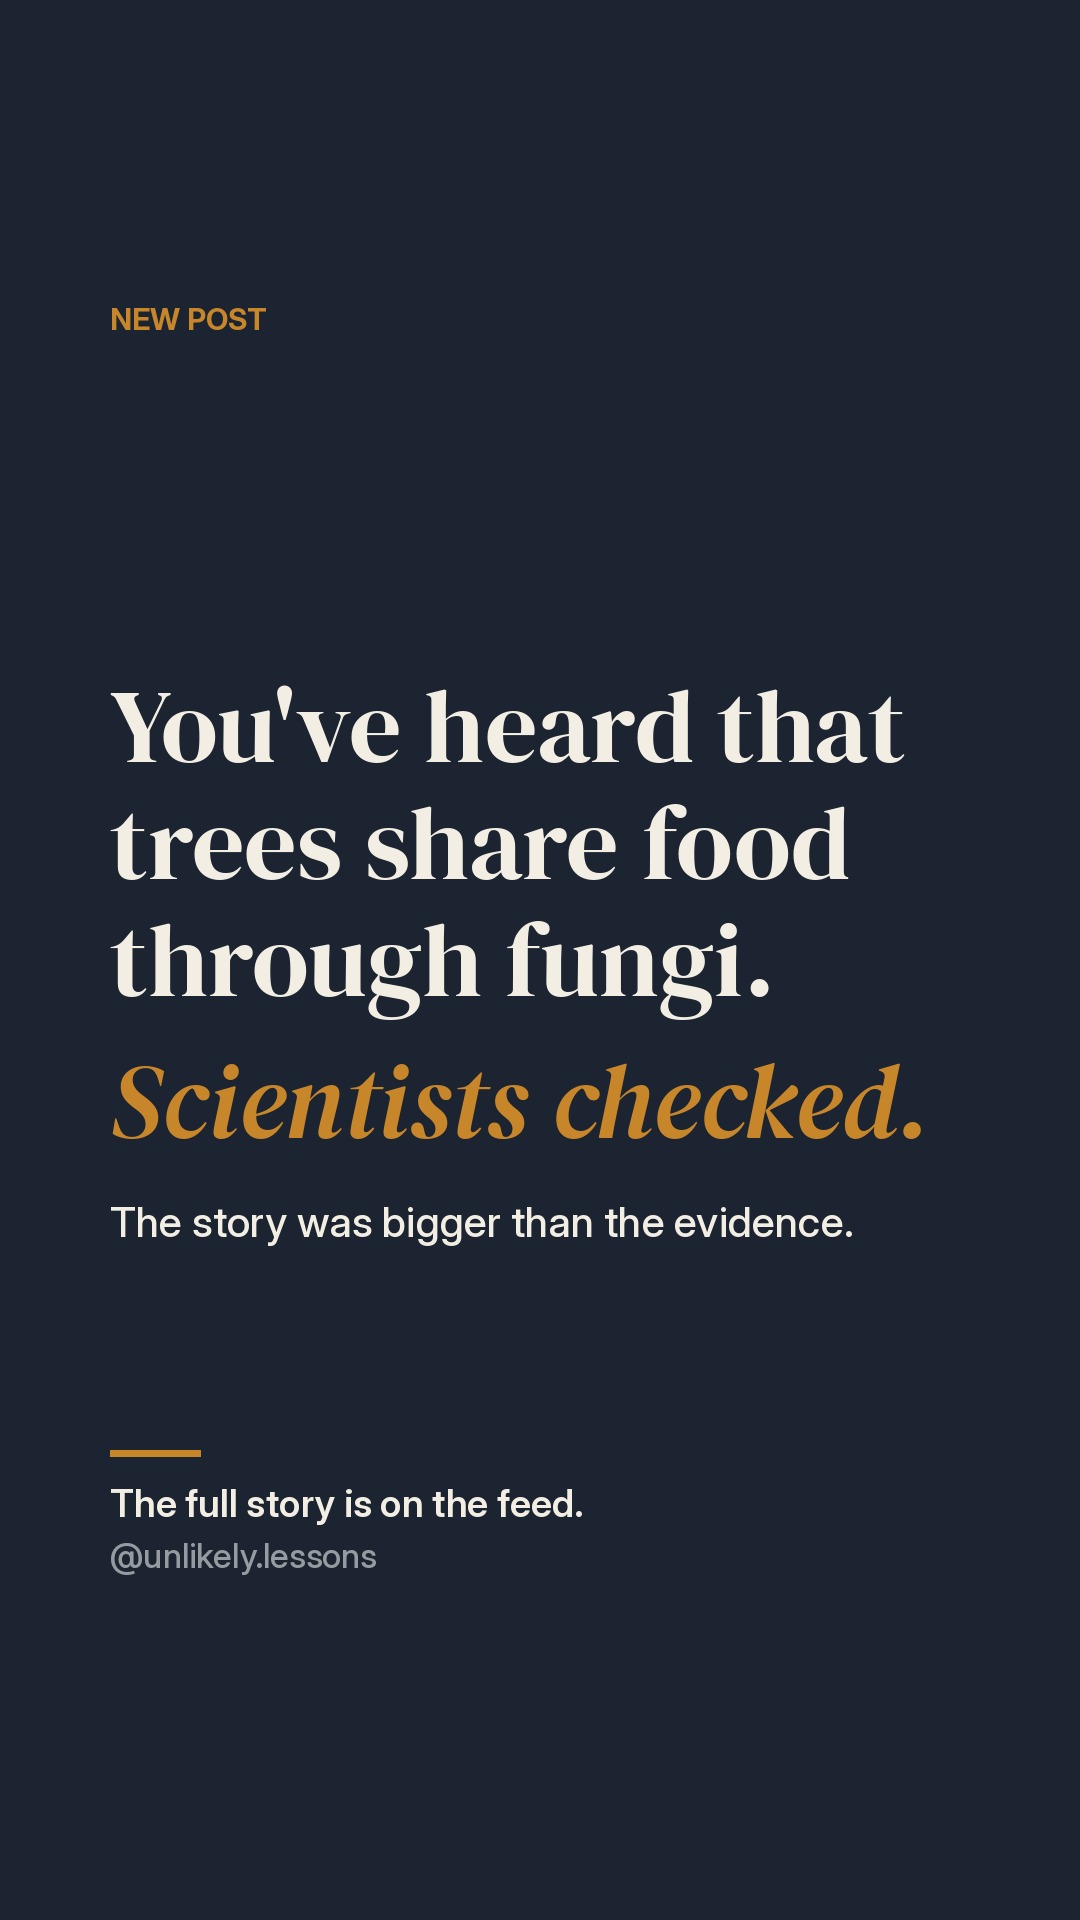 NEW POST
You've heard that
trees share food
through fungi.
Scientists checked.
The story was bigger than the evidence.
The full story is on the feed.
@unlikely.lessons